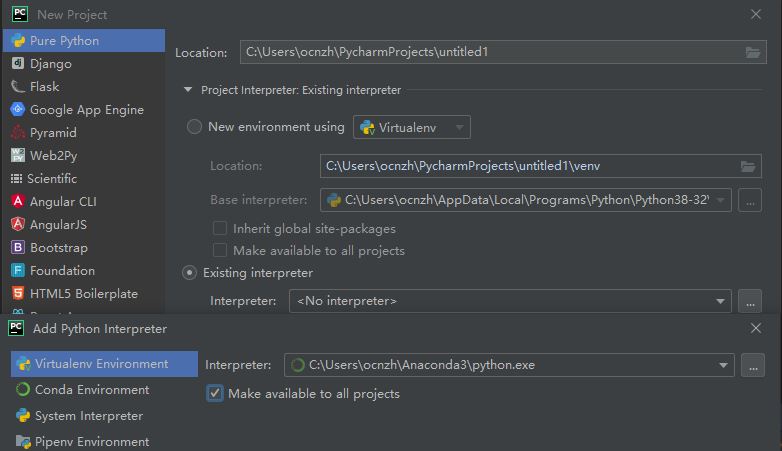 New Project
Pure Python
Django
Flask
Google App Engine
Pyramid
Web2Py
Scientific
Angular CLI
AngularJS
Bootstrap
Foundation
HTML5 Boilerplate
Location: C:\Users\ocnzh\PycharmProjects\untitled1
Project Interpreter: Existing interpreter
New environment using Virtualenv
Location: C:\Users\ocnzh\PycharmProjects\untitled1\venv
Base interpreter: C:\Users\ocnzh\AppData\Local\Programs\Python\Python38-32\ ...
Inherit global site-packages
Make available to all projects
Existing interpreter
Interpreter: <No interpreter> ...
Add Python Interpreter
Virtualenv Environment
Conda Environment
System Interpreter
Pipenv Environment
Interpreter: C:\Users\ocnzh\Anaconda3\python.exe ...
Make available to all projects